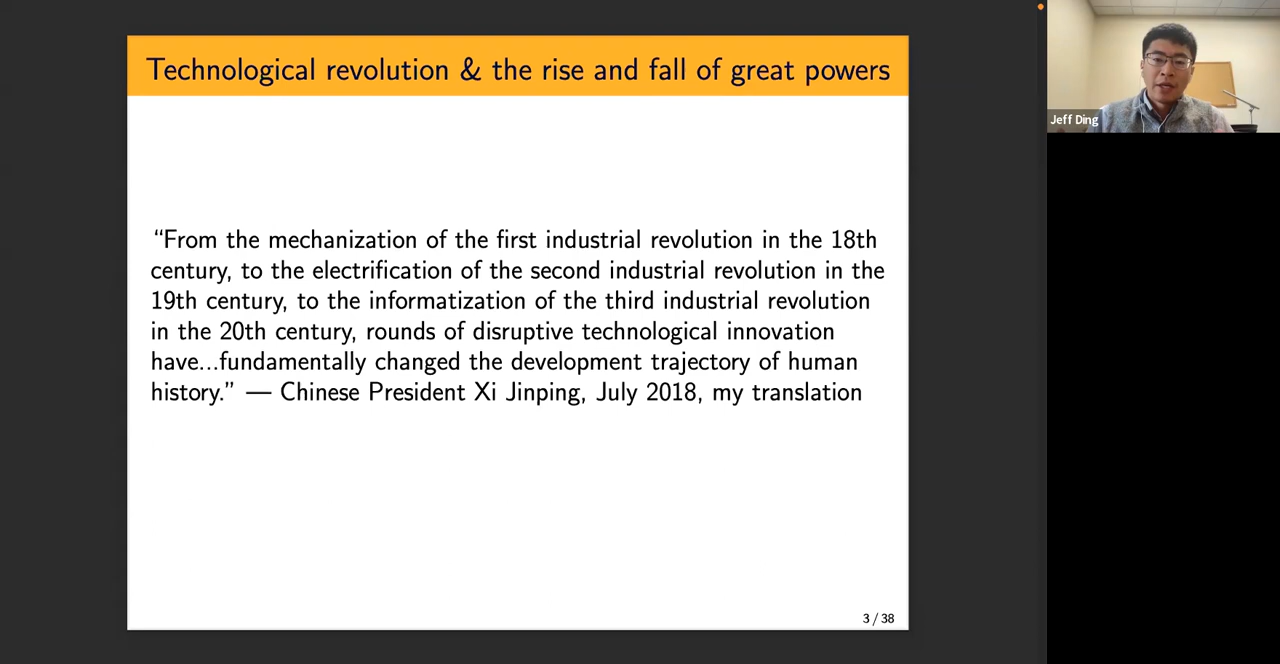 Technological revolution & the rise and fall of great powers
“From the mechanization of the first industrial revolution in the 18th
century, to the electrification of the second industrial revolution in the
19th century, to the informatization of the third industrial revolution
in the 20th century, rounds of disruptive technological innovation
have...fundamentally changed the development trajectory of human
history.” — Chinese President Xi Jinping, July 2018, my translation
3 / 38
Jeff Ding